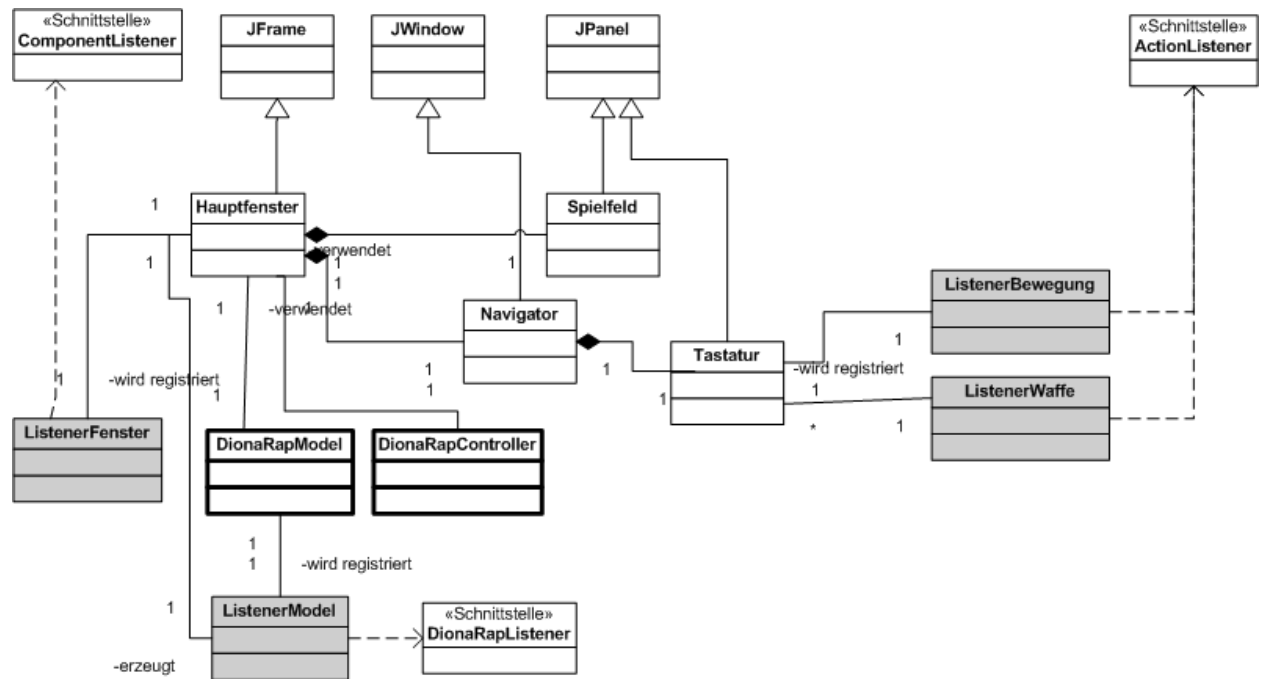 «Schnittstelle»
ComponentListener
JFrame
JWindow
JPanel
«Schnittstelle»
ActionListener
1
Hauptfenster
Spielfeld
-verwendet
1
1
1
1
1
-verwendet
1
1
Navigator
ListenerBewegung
1
Tastatur
1
-wird registriert
1
-wird registriert
1
1
1
1
1
1
ListenerWaffe
*
1
ListenerFenster
DionaRapModel
DionaRapController
1
1
-wird registriert
1
ListenerModel
«Schnittstelle»
DionaRapListener
-erzeugt